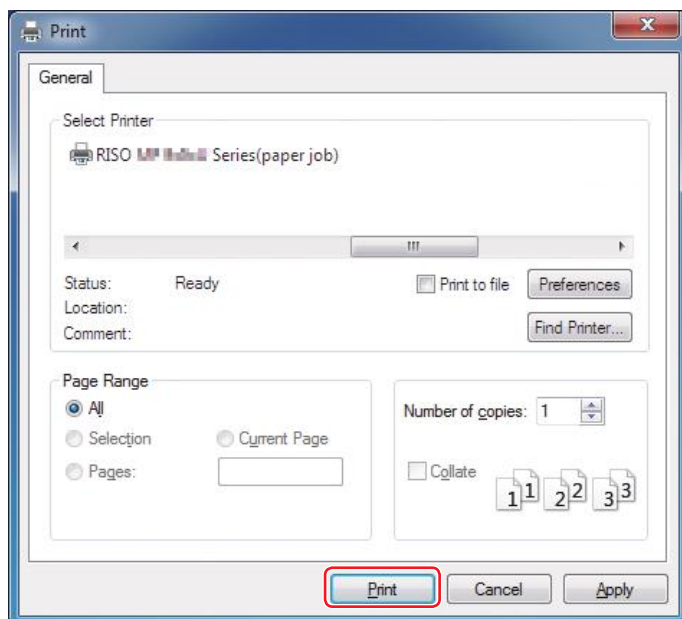 Print
General
Select Printer
RISO Series(paper job)
Status: Ready
Print to file
Preferences
Location:
Find Printer...
Comment:
Page Range
All
Number of copies: 1
Selection
Current Page
Pages:
Collate
1 1 2 2 3 3
Print
Cancel
Apply